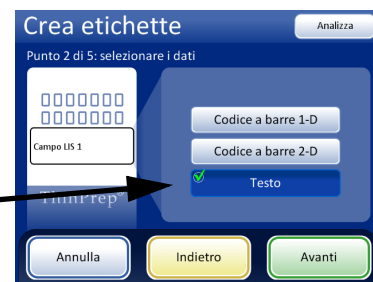 Crea etichette
Analizza
Punto 2 di 5: selezionare i dati
Codice a barre 1-D
Campo LIS 1
Codice a barre 2-D
Testo
ThinPrep®
Annulla
Indietro
Avanti